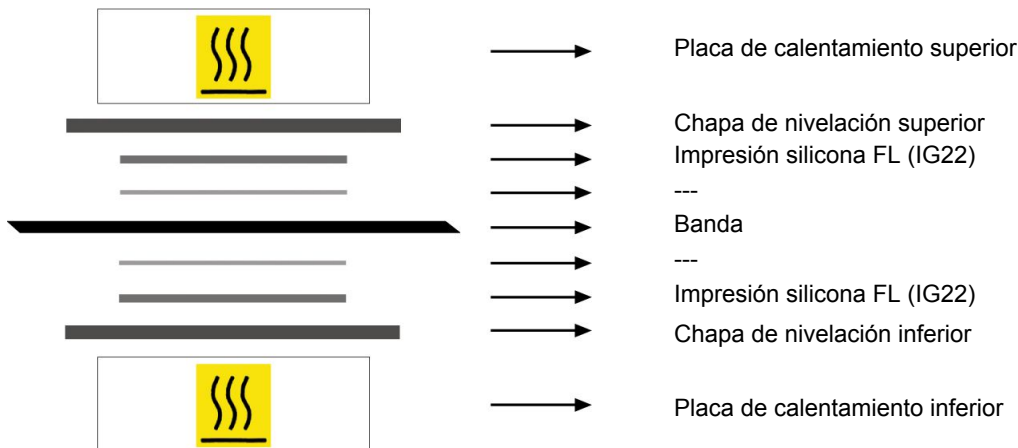 Placa de calentamiento superior
Chapa de nivelación superior
Impresión silicona FL (IG22)
---
Banda
---
Impresión silicona FL (IG22)
Chapa de nivelación inferior
Placa de calentamiento inferior